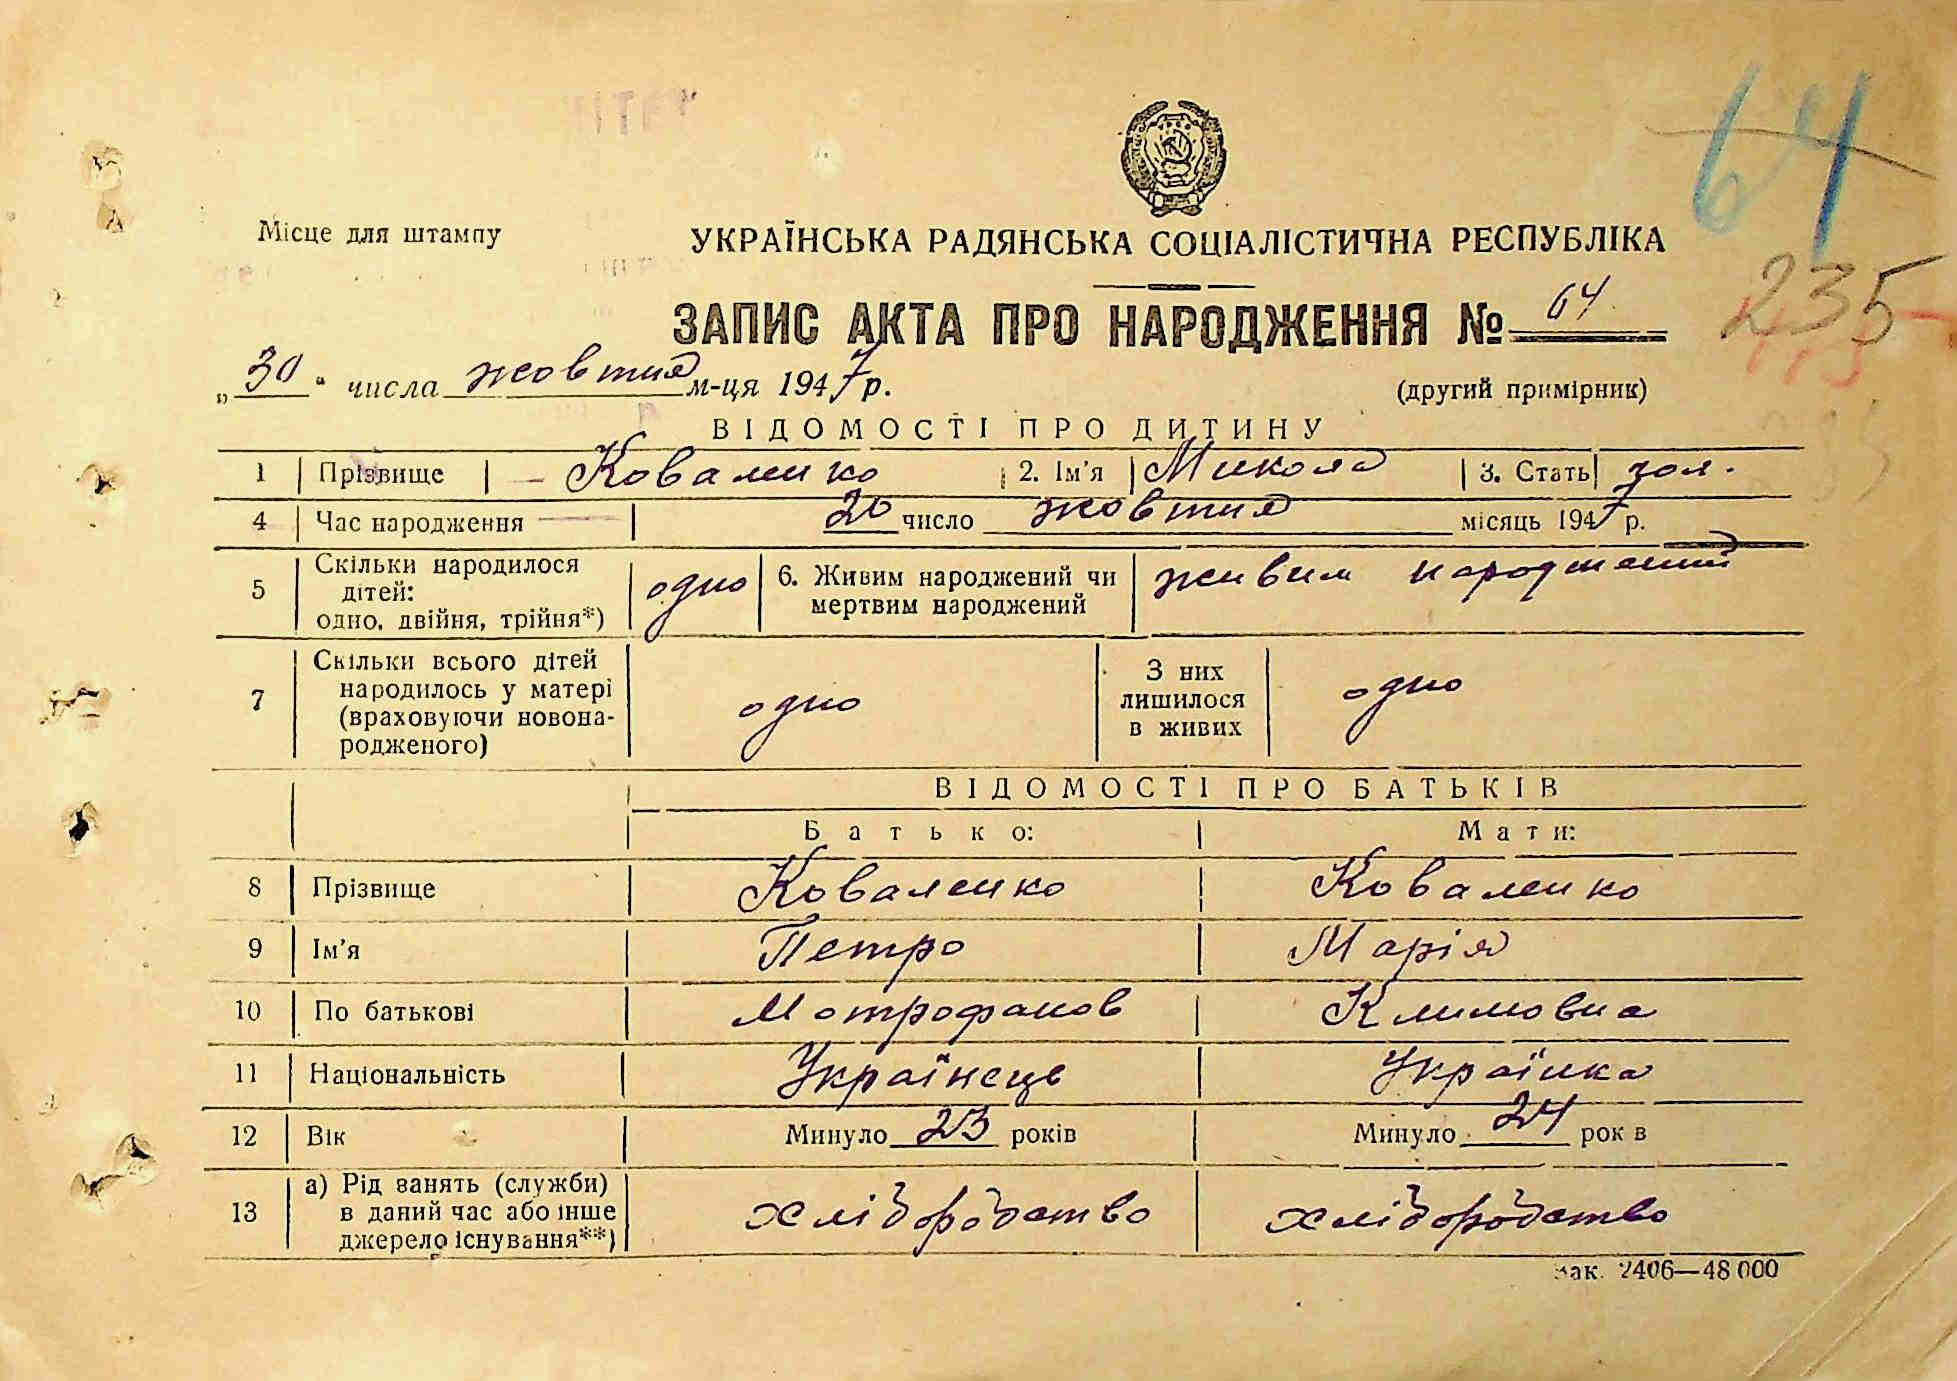 64
Місце для штампу
УКРАЇНСЬКА РАДЯНСЬКА СОЦІАЛІСТИЧНА РЕСПУБЛІКА
235
ЗАПИС АКТА ПРО НАРОДЖЕННЯ № 64
„30" числа жовтня м-ця 1947 р.
(другий примірник)
ВІДОМОСТІ ПРО ДИТИНУ
1 Прізвище Коваленко 2. Ім'я Микола 3. Стать
4 Час народження 20 число жовтня місяць 1947 р.
5 Скільки народилося дітей: одно, двійня, трійня*) одно 6. Живим народжений чи мертвим народжений живим народжений
7 Скільки всього дітей народилось у матері (враховуючи новонародженого) одно З них лишилося в живих одно
ВІДОМОСТІ ПРО БАТЬКІВ
Батько: Мати:
8 Прізвище Коваленко Коваленко
9 Ім'я Петро Марія
10 По батькові Мотрофанов Климовна
11 Національність Українець Українка
12 Вік Минуло 23 років Минуло 24 рок в
13 а) Рід занять (служби) в даний час або інше джерело існування**) хліборобство хліборобство
Зак. 2406—48 000